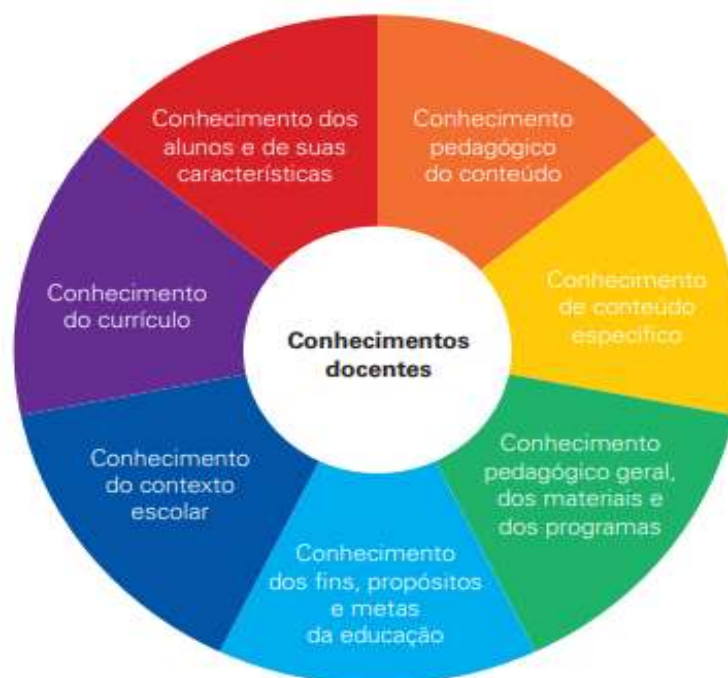 Conhecimento dos
alunos e de suas
características
Conhecimento
pedagógico
do conteúdo
Conhecimento
de conteúdo
específico
Conhecimento
pedagógico geral,
dos materiais e
dos programas
Conhecimento
dos fins, propósitos
e metas
da educação
Conhecimento
do contexto
escolar
Conhecimento
do currículo
Conhecimentos
docentes